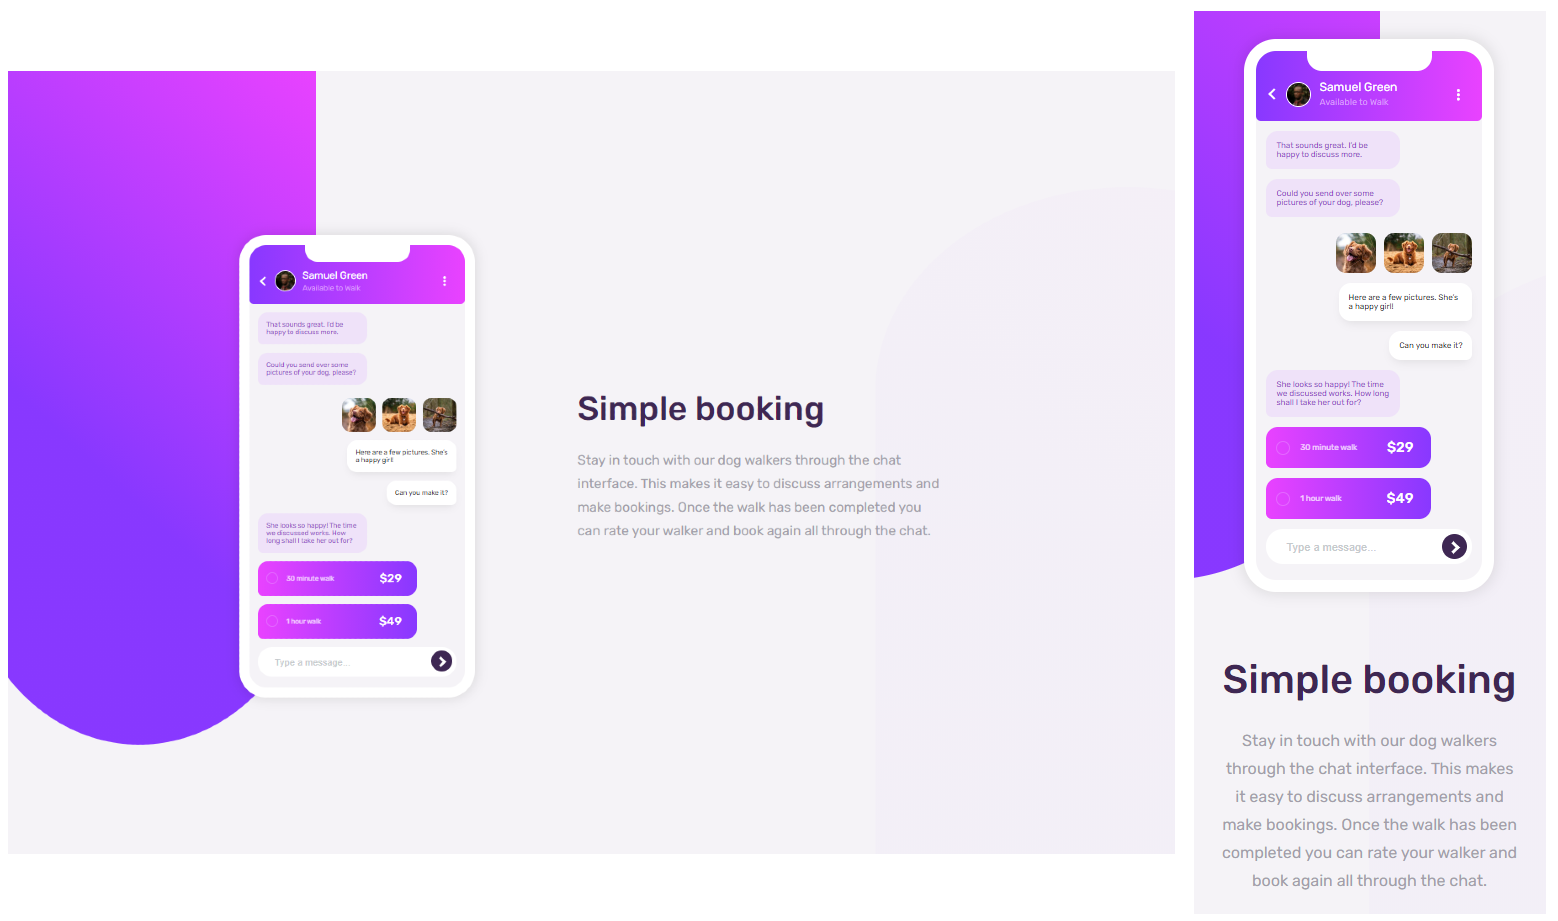 Samuel Green
Available to Walk
That sounds great. I'd be
happy to discuss more.
Could you send over some
pictures of your dog, please?
Here are a few pictures. She's
a happy girl!
Can you make it?
She looks so happy! The time
we discussed works. How
long shall I take her out for?
30 minute walk $29
1 hour walk $49
Type a message...
Simple booking
Stay in touch with our dog walkers through the chat
interface. This makes it easy to discuss arrangements and
make bookings. Once the walk has been completed you
can rate your walker and book again all through the chat.
Samuel Green
Available to Walk
That sounds great. I'd be
happy to discuss more.
Could you send over some
pictures of your dog, please?
Here are a few pictures. She's
a happy girl!
Can you make it?
She looks so happy! The time
we discussed works. How long
shall I take her out for?
30 minute walk $29
1 hour walk $49
Type a message...
Simple booking
Stay in touch with our dog walkers
through the chat interface. This makes
it easy to discuss arrangements and
make bookings. Once the walk has been
completed you can rate your walker and
book again all through the chat.